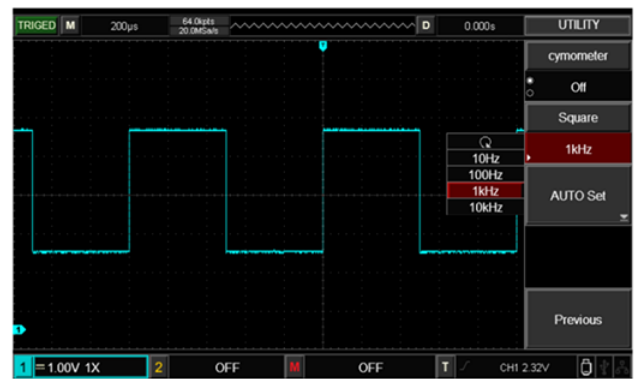 TRIGED M 200μs 64.0kpts D 0.000s UTILITY
20.0MSa/s
T
cymometer
Off
Square
1kHz
10Hz
100Hz
1kHz
10kHz
AUTO Set
Previous
1
1 1.00V 1X 2 OFF M OFF T CH1 2.32V